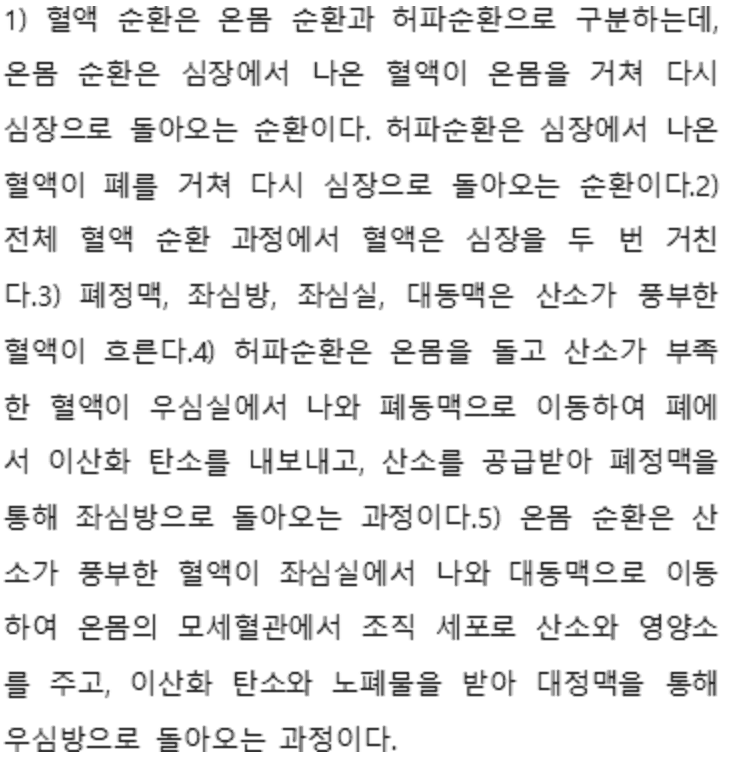 1) 혈액 순환은 온몸 순환과 허파순환으로 구분하는데,
온몸 순환은 심장에서 나온 혈액이 온몸을 거쳐 다시
심장으로 돌아오는 순환이다. 허파순환은 심장에서 나온
혈액이 폐를 거쳐 다시 심장으로 돌아오는 순환이다.2)
전체 혈액 순환 과정에서 혈액은 심장을 두 번 거친
다.3) 폐정맥, 좌심방, 좌심실, 대동맥은 산소가 풍부한
혈액이 흐른다.4) 허파순환은 온몸을 돌고 산소가 부족
한 혈액이 우심실에서 나와 폐동맥으로 이동하여 폐에
서 이산화 탄소를 내보내고, 산소를 공급받아 폐정맥을
통해 좌심방으로 돌아오는 과정이다.5) 온몸 순환은 산
소가 풍부한 혈액이 좌심실에서 나와 대동맥으로 이동
하여 온몸의 모세혈관에서 조직 세포로 산소와 영양소
를 주고, 이산화 탄소와 노폐물을 받아 대정맥을 통해
우심방으로 돌아오는 과정이다.